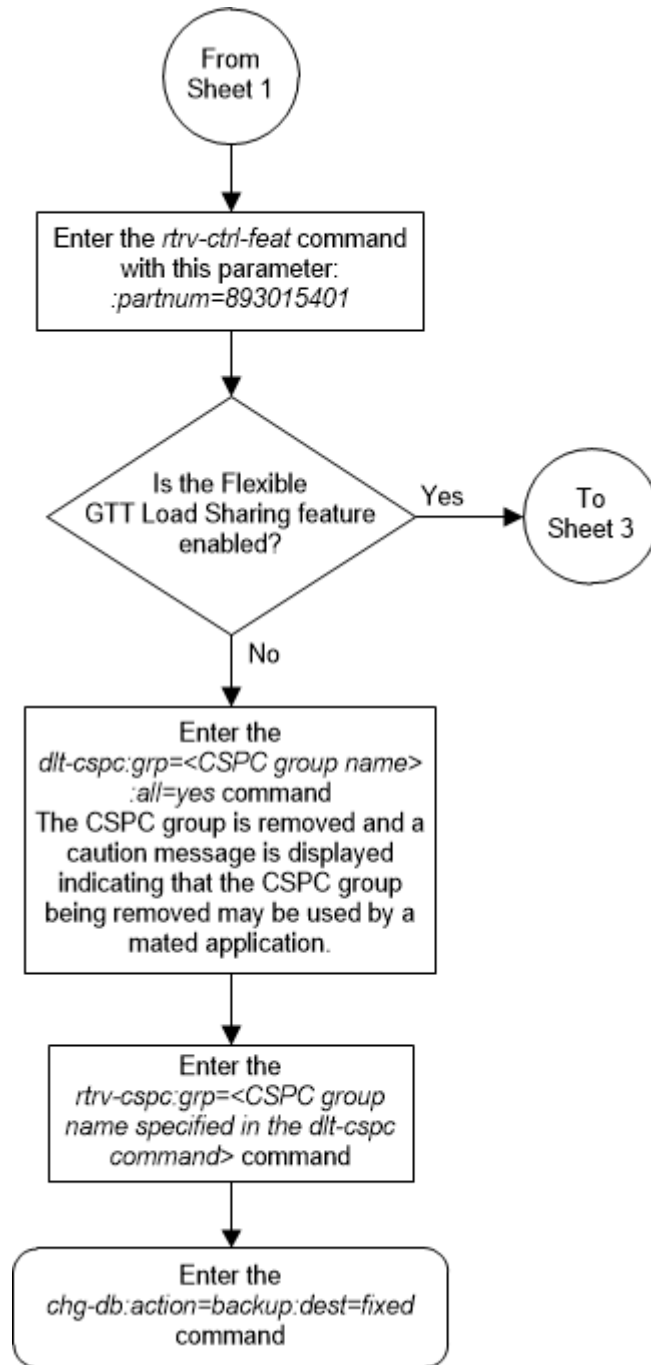 From
Sheet 1
Enter the rtrv-ctrl-feat command
with this parameter:
:partnum=893015401
Is the Flexible
GTT Load Sharing feature
enabled?
Yes
To
Sheet 3
No
Enter the
dlt-cspc:grp=<CSPC group name>
:all=yes command
The CSPC group is removed and a
caution message is displayed
indicating that the CSPC group
being removed may be used by a
mated application.
Enter the
rtrv-cspc:grp=<CSPC group
name specified in the dlt-cspc
command> command
Enter the
chg-db:action=backup:dest=fixed
command